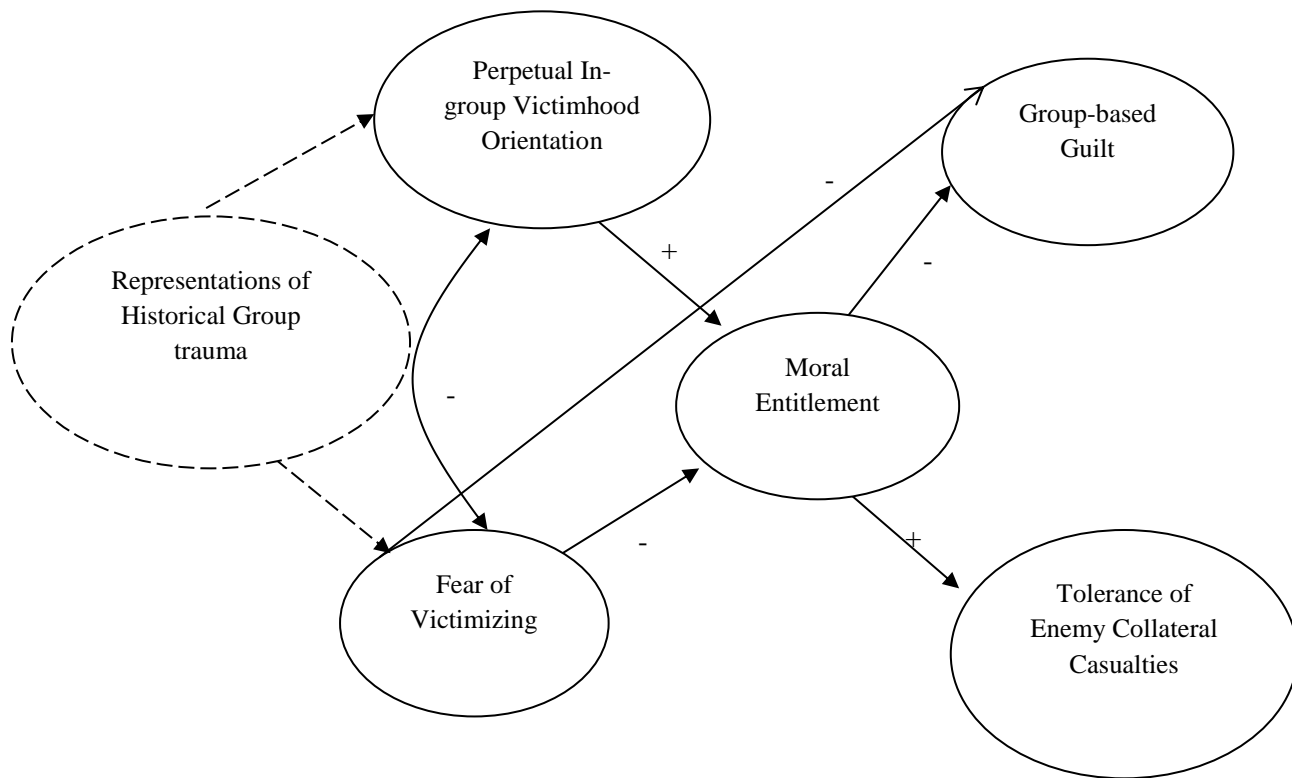 Perpetual In-
group Victimhood
Orientation
Group-based
Guilt
-
+
-
Representations of
Historical Group
trauma
Moral
Entitlement
-
-
+
Fear of
Victimizing
Tolerance of
Enemy Collateral
Casualties